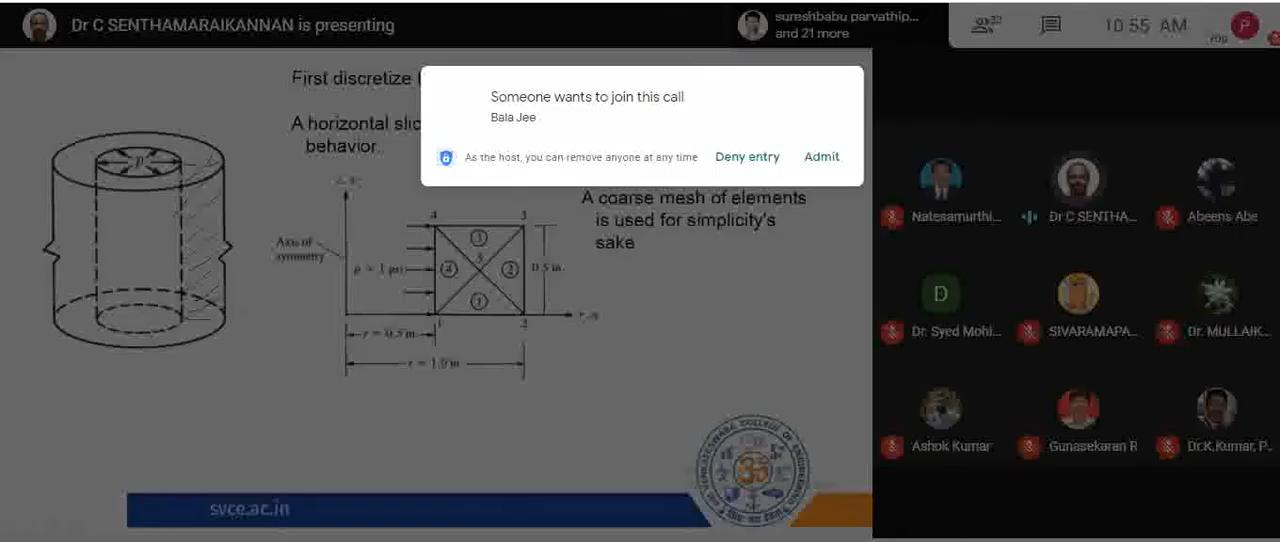 Dr C SENTHAMARAIKANNAN is presenting
sureshbabu parvathip...
and 21 more
10 55 AM
You
P
First discretize
A horizontal slic
behavior.
Someone wants to join this call
Bala Jee
As the host, you can remove anyone at any time
Deny entry
Admit
A coarse mesh of elements
is used for simplicity's
sake
p
Axis of
symmetry
4
3
3
5
4
2
1
1
2
0.5 in.
r = 0.5 in
r = 1.0 in
Natesamurthi...
Dr C SENTHA...
Abeens Abe
D
Dr. Syed Mohi...
SIVARAMAPA...
Dr. MULLAIK...
Ashok Kumar
Gunasekaran R
Dr.K.Kumar, P..
svce.ac.in